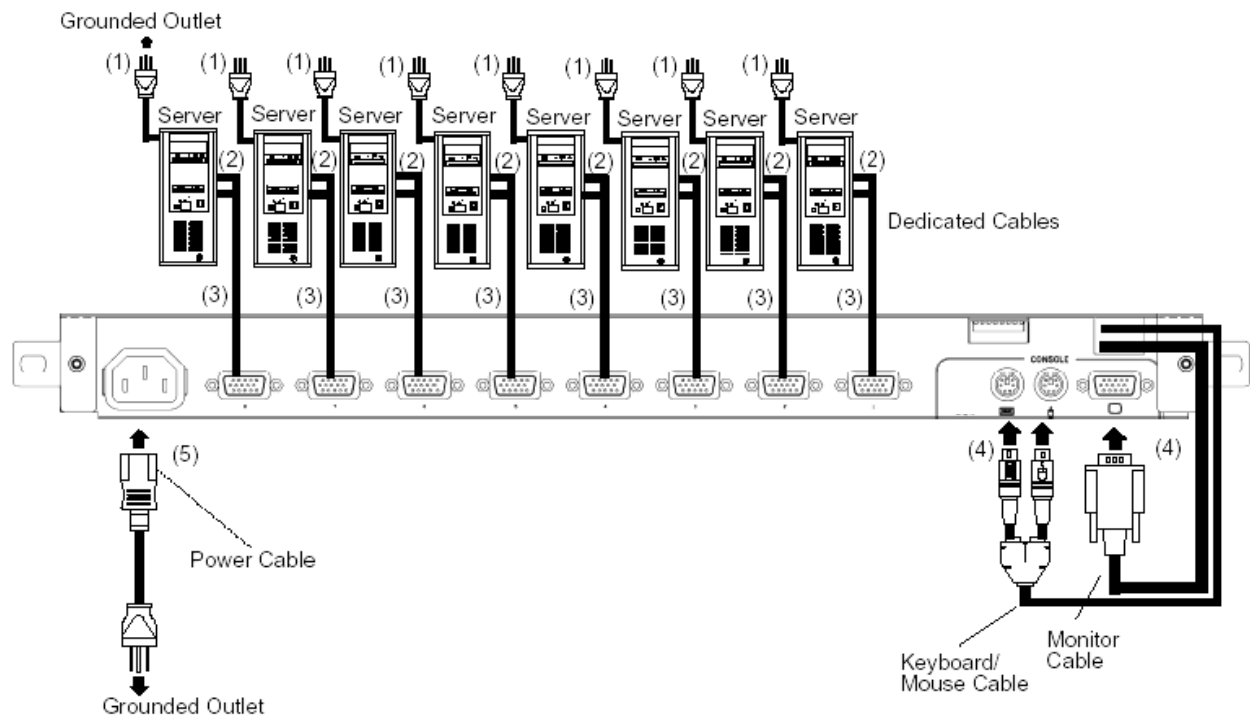 Grounded Outlet
(1) (1) (1) (1) (1) (1) (1) (1)
Server Server Server Server Server Server Server Server
(2) (2) (2) (2) (2) (2) (2) (2)
Dedicated Cables
(3) (3) (3) (3) (3) (3) (3) (3)
CONSOLE
(5)
(4) (4)
Power Cable
Keyboard/
Mouse Cable
Monitor
Cable
Grounded Outlet